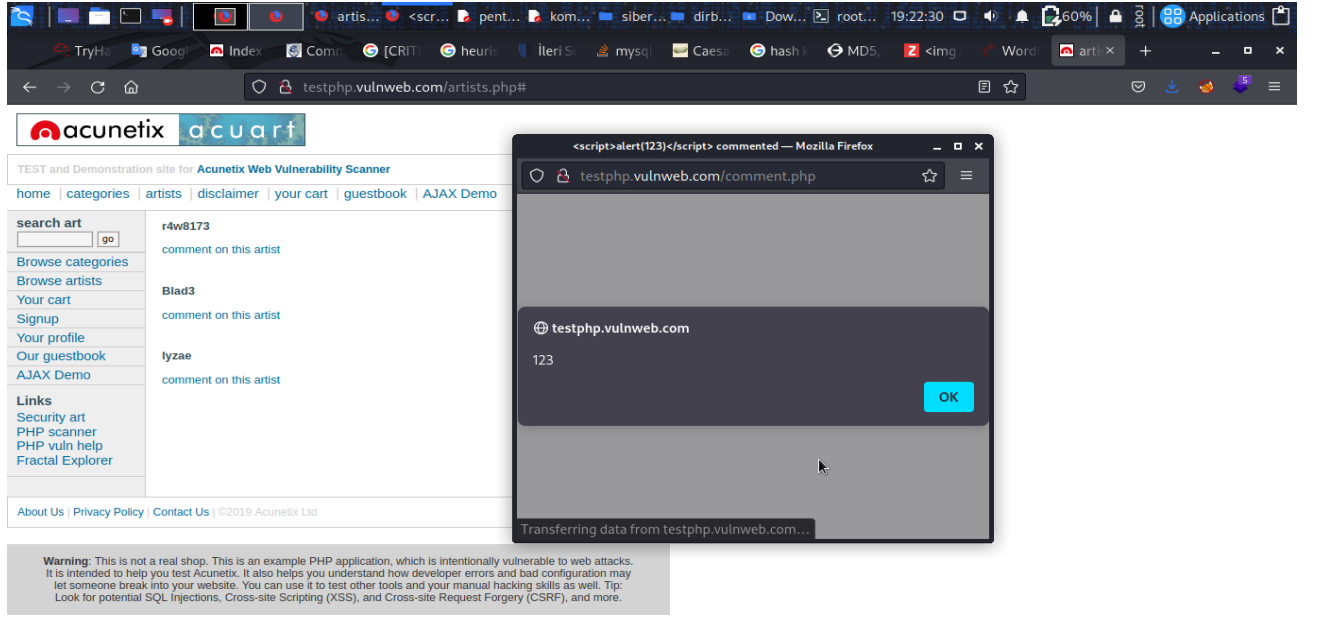 artis... <scr... pent... kom... siber... dirb... Dow... root... 19:22:30 60% root Applications
TryHa Goog Index Com [CRIT heuris İleri S mysql Caesa hash MD5, <img Word arti
testphp.vulnweb.com/artists.php# 5
acunetix acuart
<script>alert(123)</script> commented — Mozilla Firefox
TEST and Demonstration site for Acunetix Web Vulnerability Scanner
testphp.vulnweb.com/comment.php
home | categories | artists | disclaimer | your cart | guestbook | AJAX Demo
search art
go
Browse categories
Browse artists
Your cart
Signup
Your profile
Our guestbook
AJAX Demo
Links
Security art
PHP scanner
PHP vuln help
Fractal Explorer
r4w8173
comment on this artist
Blad3
comment on this artist
lyzae
comment on this artist
testphp.vulnweb.com
123
OK
Transferring data from testphp.vulnweb.com...
About Us | Privacy Policy | Contact Us | ©2019 Acunetix Ltd
Warning: This is not a real shop. This is an example PHP application, which is intentionally vulnerable to web attacks.
It is intended to help you test Acunetix. It also helps you understand how developer errors and bad configuration may
let someone break into your website. You can use it to test other tools and your manual hacking skills as well. Tip:
Look for potential SQL Injections, Cross-site Scripting (XSS), and Cross-site Request Forgery (CSRF), and more.